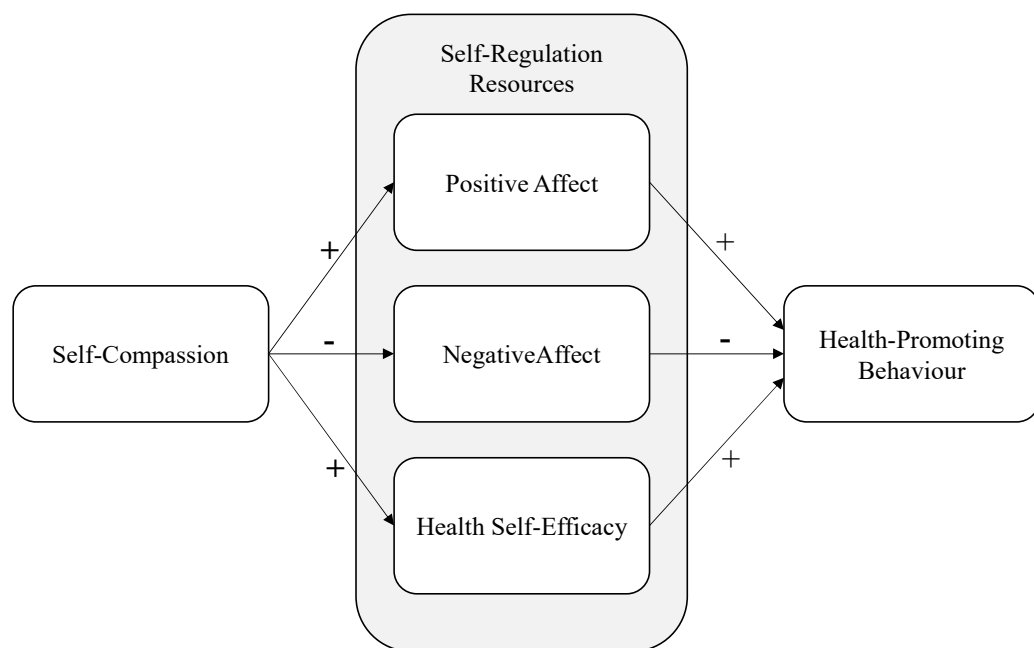 Self-Regulation
Resources
Positive Affect
+
+
Self-Compassion
-
NegativeAffect
-
Health-Promoting
Behaviour
+
+
Health Self-Efficacy